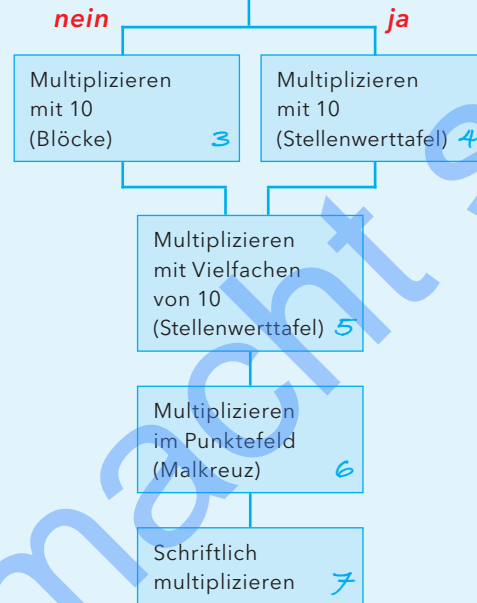 nein
ja
Multiplizieren
mit 10
(Blöcke) 3
Multiplizieren
mit 10
(Stellenwerttafel) 4
Multiplizieren
mit Vielfachen
von 10
(Stellenwerttafel) 5
Multiplizieren
im Punktefeld
(Malkreuz) 6
Schriftlich
multiplizieren 7
macht s